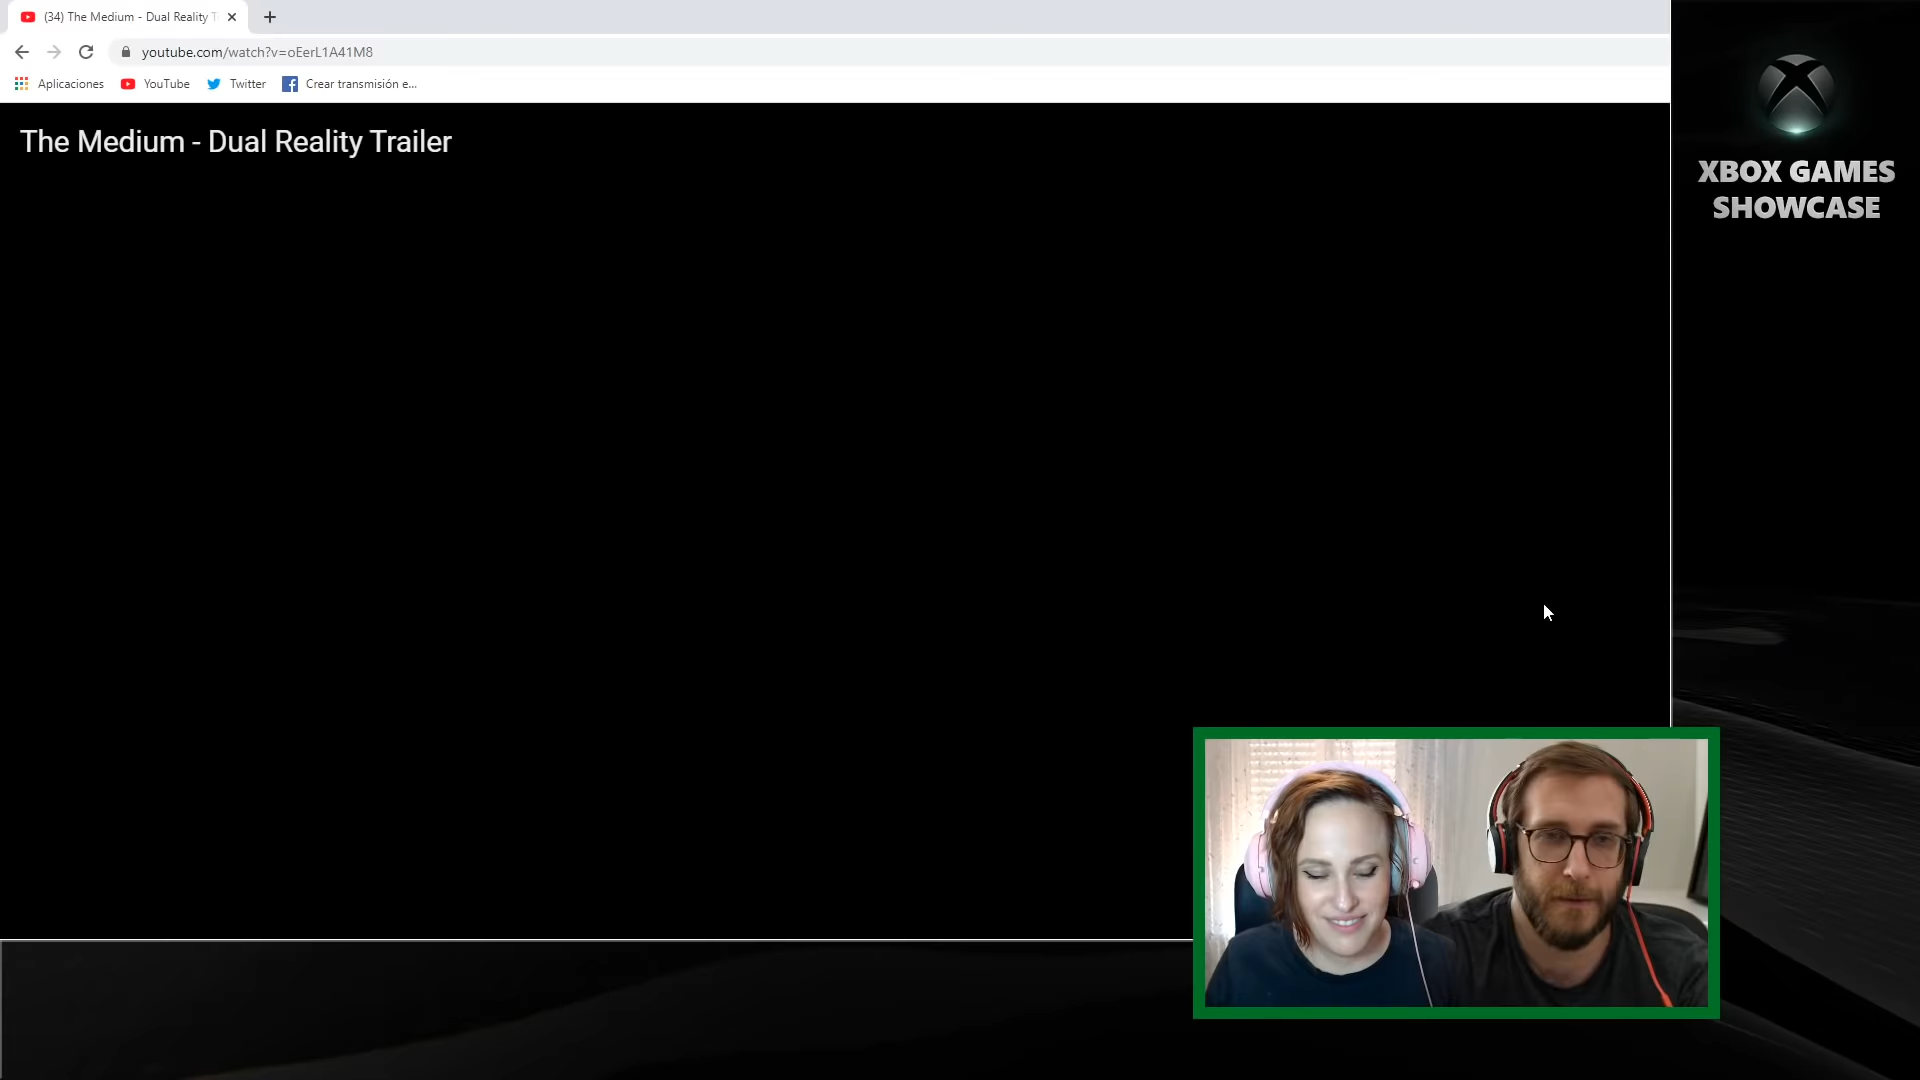 (34) The Medium - Dual Reality T
youtube.com/watch?v=oEerL1A41M8
Aplicaciones
YouTube
Twitter
Crear transmisión e...
The Medium - Dual Reality Trailer
XBOX GAMES
SHOWCASE